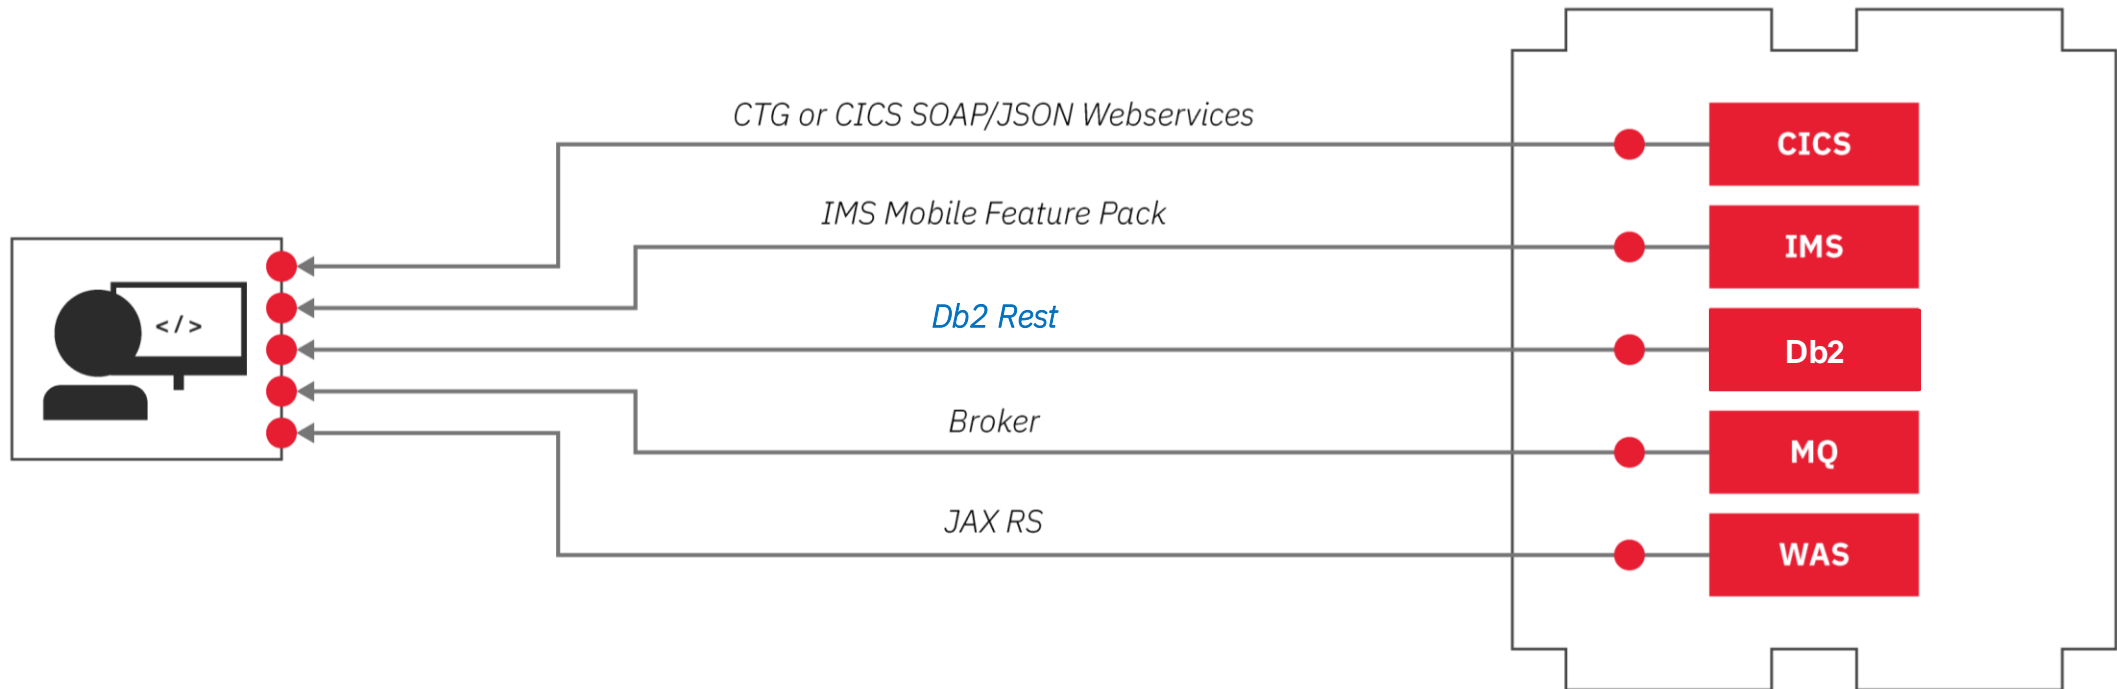 CTG or CICS SOAP/JSON Webservices
CICS
IMS Mobile Feature Pack
IMS
</>
Db2 Rest
Db2
Broker
MQ
JAX RS
WAS